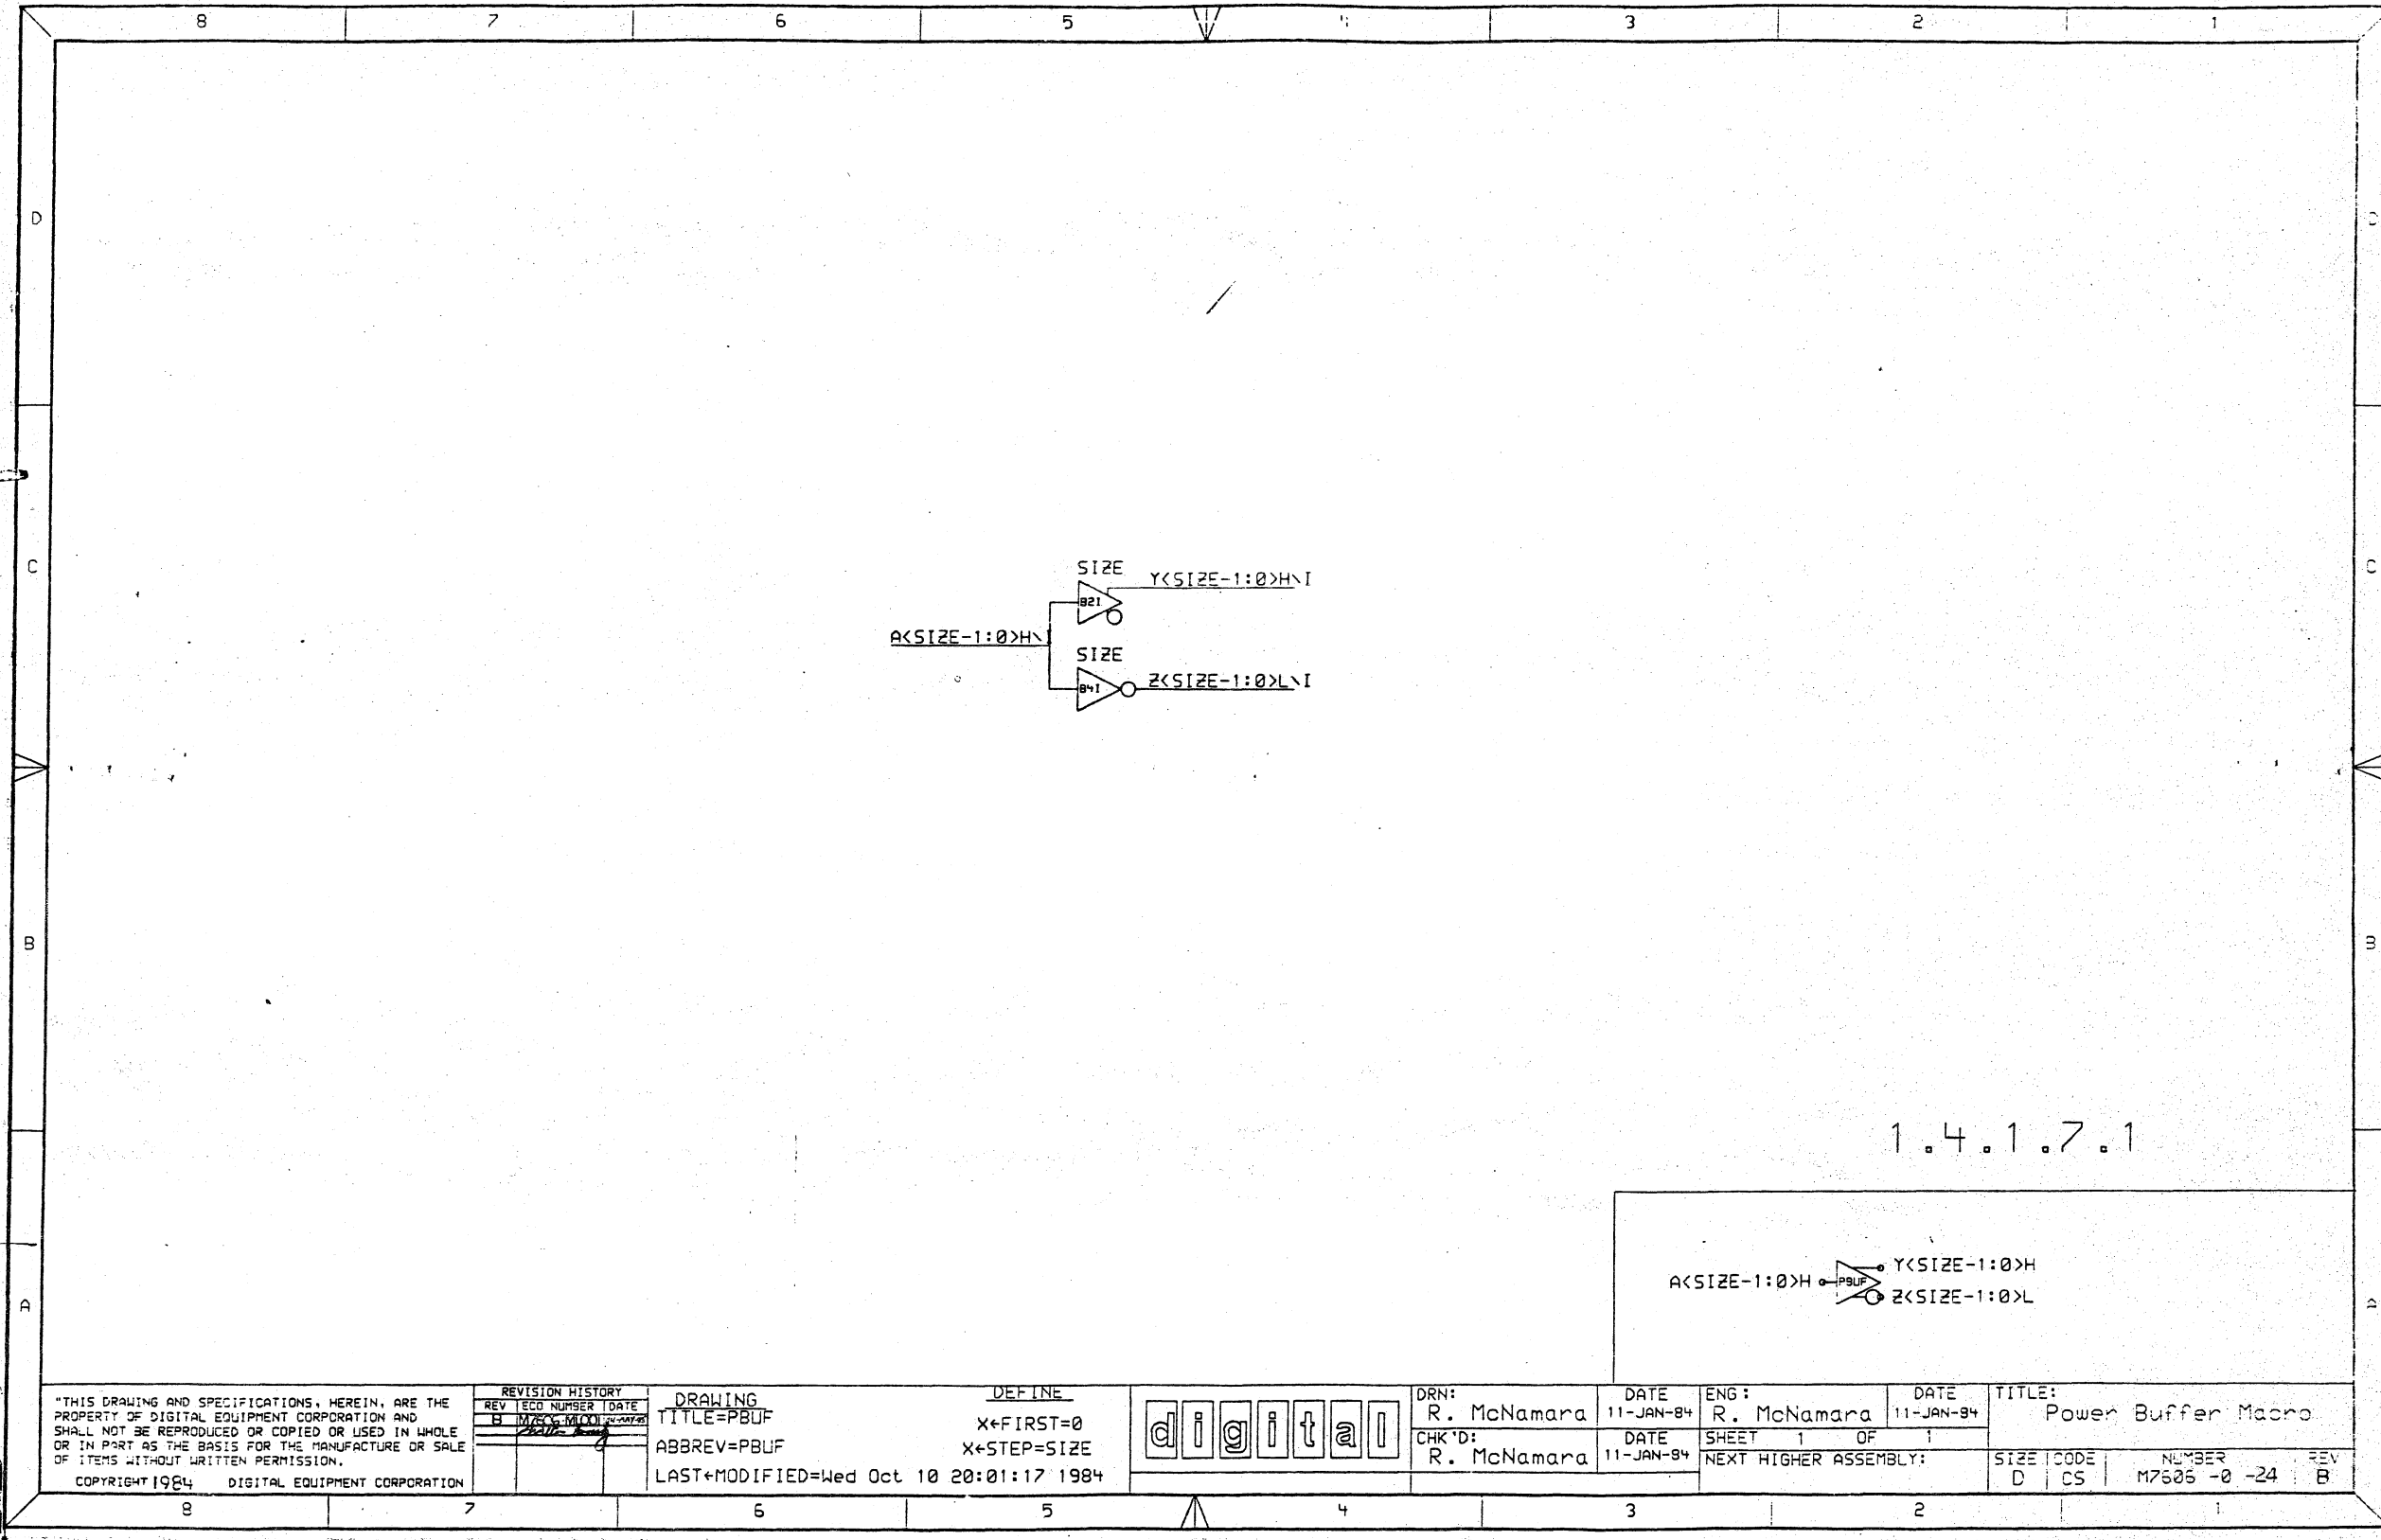 8 7 6 5 3 2 1
D
C C
SIZE
Y<SIZE-1:0>H\I
B2I
A<SIZE-1:0>H\I
SIZE
Z<SIZE-1:0>L\I
B4I
B B
1.4.1.7.1
A<SIZE-1:0>H PBUF Y<SIZE-1:0>H
Z<SIZE-1:0>L
A
"THIS DRAWING AND SPECIFICATIONS, HEREIN, ARE THE
PROPERTY OF DIGITAL EQUIPMENT CORPORATION AND
SHALL NOT BE REPRODUCED OR COPIED OR USED IN WHOLE
OR IN PART AS THE BASIS FOR THE MANUFACTURE OR SALE
OF ITEMS WITHOUT WRITTEN PERMISSION.
COPYRIGHT 1984 DIGITAL EQUIPMENT CORPORATION
REVISION HISTORY
REV ECO NUMBER DATE
B
DRAWING
TITLE=PBUF
ABBREV=PBUF
LAST←MODIFIED=Wed Oct 10 20:01:17 1984
DEFINE
X←FIRST=0
X←STEP=SIZE
digital
DRN: R. McNamara
DATE 11-JAN-84
ENG: R. McNamara
DATE 11-JAN-84
CHK'D: R. McNamara
DATE 11-JAN-84
SHEET 1 OF 1
NEXT HIGHER ASSEMBLY:
TITLE:
Power Buffer Macro
SIZE CODE NUMBER REV
D CS M7606 -0 -24 B
8 7 6 5 4 3 2 1